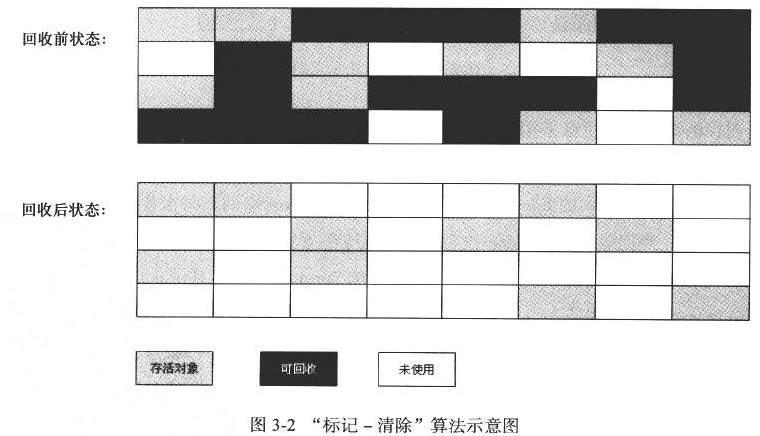 回收前状态：
回收后状态：
存活对象
可回收
未使用
图 3-2 “标记－清除”算法示意图